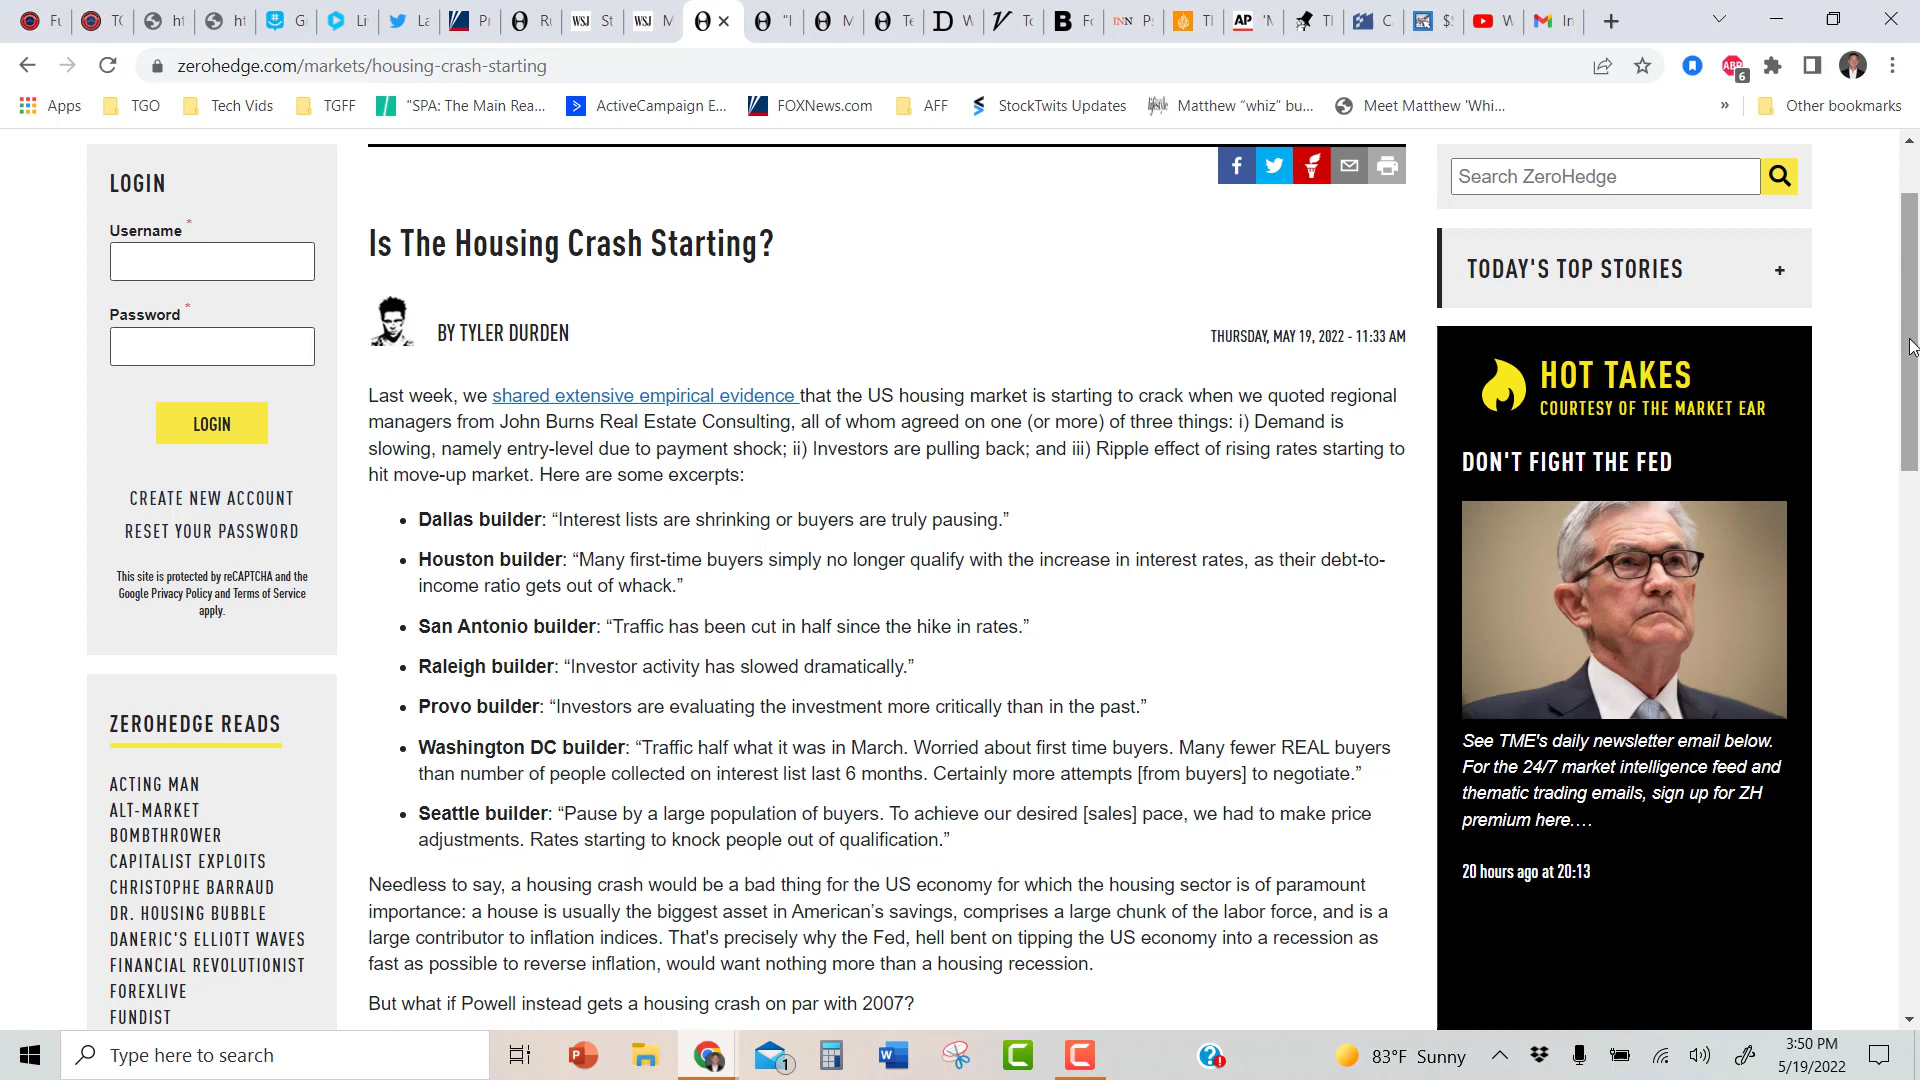 Fu
TO
ht
ht
G
Li
La
Pr
Ru
WSJ St
WSJ M
"I
M
Te
D W
To
B Fo
INN Ps
Tl
AP 'M
Tl
C
$S
W
In
zerohedge.com/markets/housing-crash-starting
ABP
6
Apps
TGO
Tech Vids
TGFF
"SPA: The Main Rea...
ActiveCampaign E...
FOXNews.com
AFF
StockTwits Updates
Matthew “whiz” bu...
Meet Matthew 'Whi...
»
Other bookmarks
LOGIN
Username *
Password *
LOGIN
CREATE NEW ACCOUNT
RESET YOUR PASSWORD
This site is protected by reCAPTCHA and the
Google Privacy Policy and Terms of Service
apply.
ZEROHEDGE READS
ACTING MAN
ALT-MARKET
BOMBTHROWER
CAPITALIST EXPLOITS
CHRISTOPHE BARRAUD
DR. HOUSING BUBBLE
DANERIC'S ELLIOTT WAVES
FINANCIAL REVOLUTIONIST
FOREXLIVE
FUNDIST
Is The Housing Crash Starting?
BY TYLER DURDEN
THURSDAY, MAY 19, 2022 - 11:33 AM
Last week, we shared extensive empirical evidence that the US housing market is starting to crack when we quoted regional
managers from John Burns Real Estate Consulting, all of whom agreed on one (or more) of three things: i) Demand is
slowing, namely entry-level due to payment shock; ii) Investors are pulling back; and iii) Ripple effect of rising rates starting to
hit move-up market. Here are some excerpts:
• Dallas builder: “Interest lists are shrinking or buyers are truly pausing.”
• Houston builder: “Many first-time buyers simply no longer qualify with the increase in interest rates, as their debt-to-
income ratio gets out of whack.”
• San Antonio builder: “Traffic has been cut in half since the hike in rates.”
• Raleigh builder: “Investor activity has slowed dramatically.”
• Provo builder: “Investors are evaluating the investment more critically than in the past.”
• Washington DC builder: “Traffic half what it was in March. Worried about first time buyers. Many fewer REAL buyers
than number of people collected on interest list last 6 months. Certainly more attempts [from buyers] to negotiate.”
• Seattle builder: “Pause by a large population of buyers. To achieve our desired [sales] pace, we had to make price
adjustments. Rates starting to knock people out of qualification.”
Needless to say, a housing crash would be a bad thing for the US economy for which the housing sector is of paramount
importance: a house is usually the biggest asset in American’s savings, comprises a large chunk of the labor force, and is a
large contributor to inflation indices. That's precisely why the Fed, hell bent on tipping the US economy into a recession as
fast as possible to reverse inflation, would want nothing more than a housing recession.
But what if Powell instead gets a housing crash on par with 2007?
Search ZeroHedge
TODAY'S TOP STORIES +
HOT TAKES
COURTESY OF THE MARKET EAR
DON'T FIGHT THE FED
See TME's daily newsletter email below.
For the 24/7 market intelligence feed and
thematic trading emails, sign up for ZH
premium here….
20 hours ago at 20:13
Type here to search
1
83°F Sunny
3:50 PM
5/19/2022